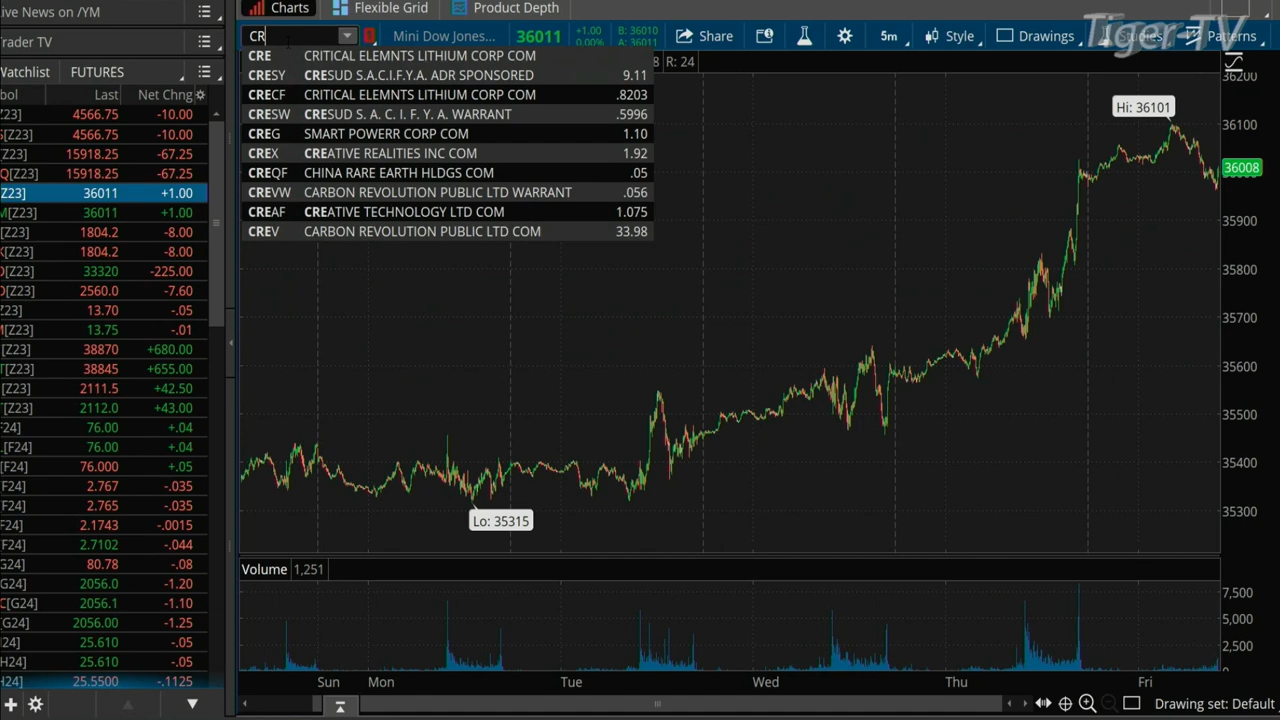 Live News on /YM
Charts
Flexible Grid
Product Depth
Trader TV
Watchlist
FUTURES
Last
Net Chng
CR
Mini Dow Jones...
36011
+1.00
0.00%
B: 36010
A: 36011
Share
5m
Style
Drawings
Studies
Patterns
Tiger-TV
8 R: 24
CRE CRITICAL ELEMNTS LITHIUM CORP COM
CRESY CRESUD S.A.C.I.F.Y.A. ADR SPONSORED 9.11
CRECF CRITICAL ELEMNTS LITHIUM CORP COM .8203
CRESW CRESUD S. A. C. I. F. Y. A. WARRANT .5996
CREG SMART POWERR CORP COM 1.10
CREX CREATIVE REALITIES INC COM 1.92
CREQF CHINA RARE EARTH HLDGS COM .05
CREVW CARBON REVOLUTION PUBLIC LTD WARRANT .056
CREAF CREATIVE TECHNOLOGY LTD COM 1.075
CREV CARBON REVOLUTION PUBLIC LTD COM 33.98
Z23] 4566.75 -10.00
[Z23] 4566.75 -10.00
Z23] 15918.25 -67.25
Q[Z23] 15918.25 -67.25
[Z23] 36011 +1.00
M[Z23] 36011 +1.00
[Z23] 1804.2 -8.00
K[Z23] 1804.2 -8.00
[Z23] 33320 -225.00
[Z23] 2560.0 -7.60
Z23] 13.70 -.05
M[Z23] 13.75 -.01
[Z23] 38870 +680.00
T[Z23] 38845 +655.00
[Z23] 2111.5 +42.50
[Z23] 2112.0 +43.00
F24] 76.00 +.04
[F24] 76.00 +.04
[F24] 76.000 +.05
[F24] 2.767 -.035
[F24] 2.765 -.035
[F24] 2.1743 -.0015
[F24] 2.7102 -.044
[G24] 80.78 -.08
G24] 2056.0 -1.20
C[G24] 2056.1 -1.10
[G24] 2056.00 -1.25
H24] 25.610 -.05
[H24] 25.610 -.05
H24] 25.5500 -.1125
Hi: 36101
Lo: 35315
36200
36100
36008
35900
35800
35700
35600
35500
35400
35300
Volume 1,251
7,500
5,000
2,500
0
Sun Mon Tue Wed Thu Fri
Drawing set: Default